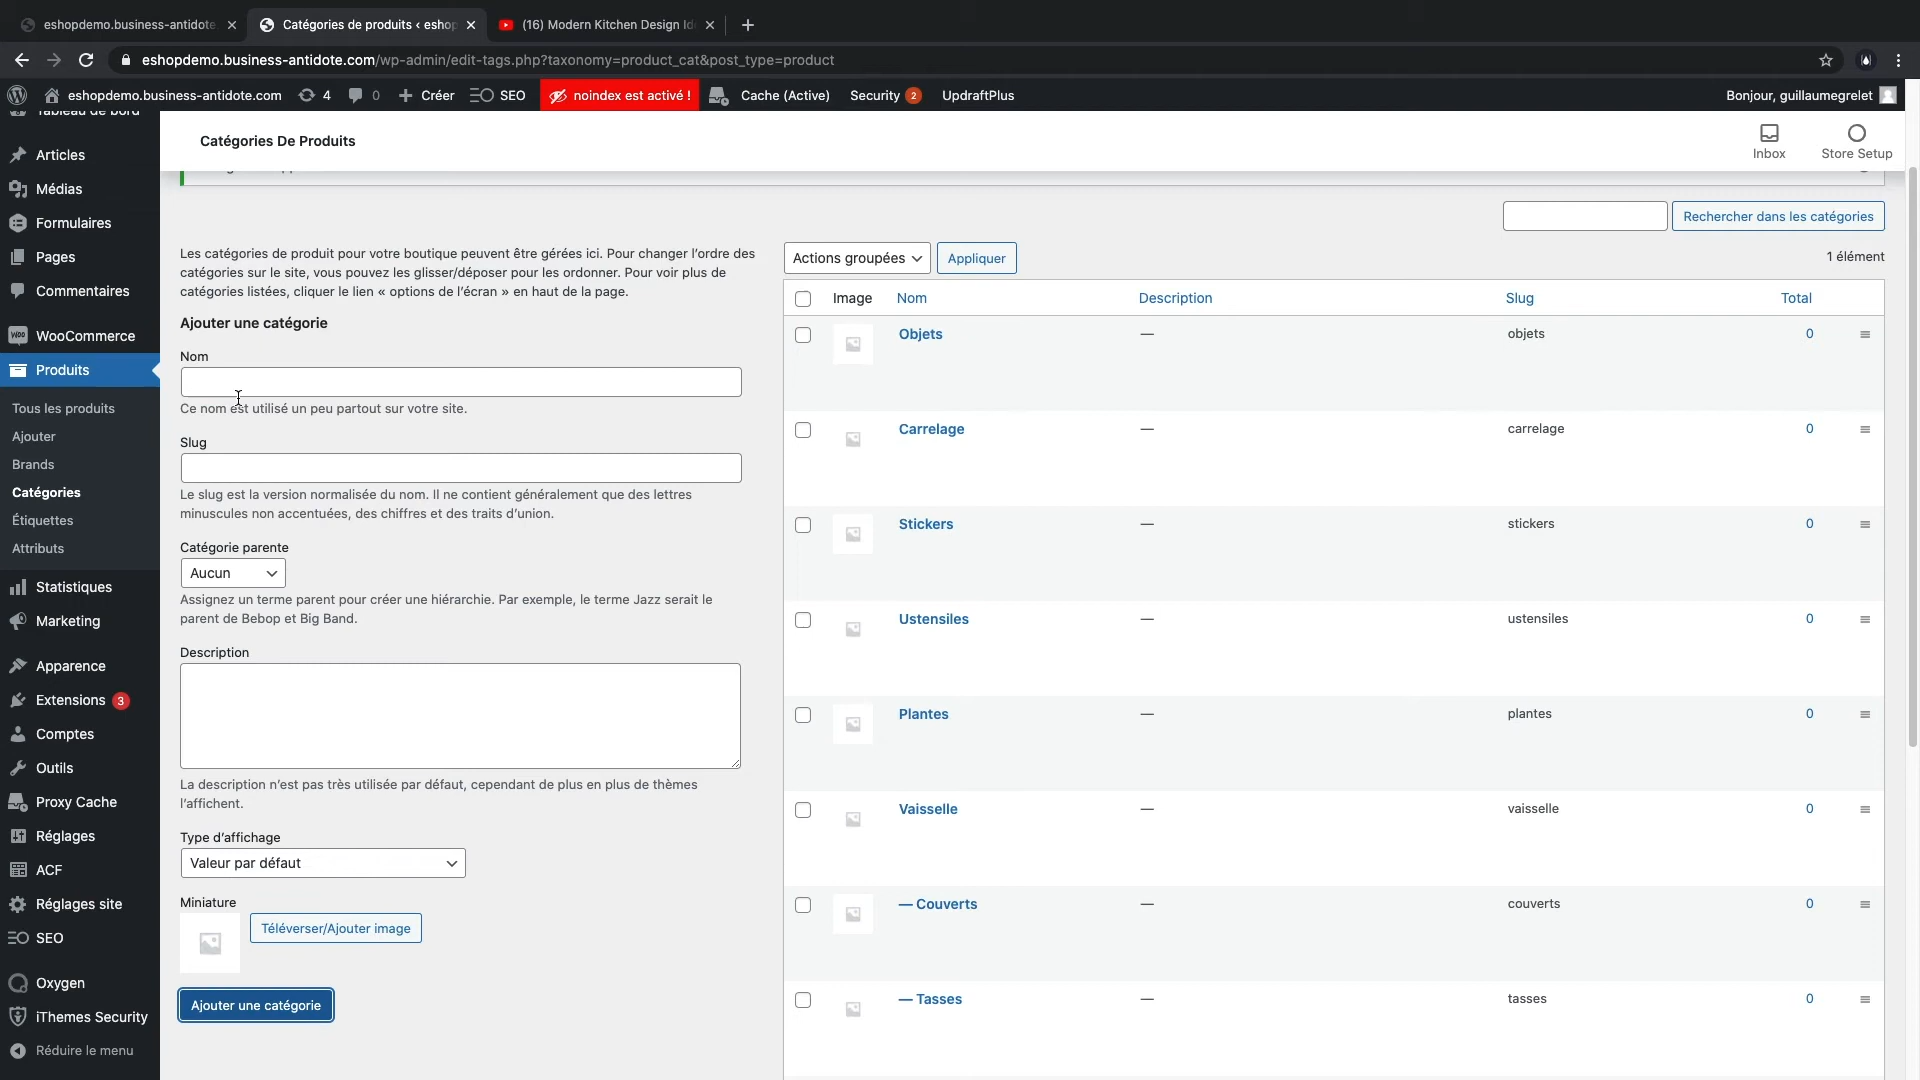 eshopdemo.business-antidote
Catégories de produits ‹ eshop
(16) Modern Kitchen Design Id
eshopdemo.business-antidote.com/wp-admin/edit-tags.php?taxonomy=product_cat&post_type=product
eshopdemo.business-antidote.com 4 0 Créer SEO noindex est activé ! Cache (Active) Security 2 UpdraftPlus Bonjour, guillaumegrelet
Tableau de bord
Articles
Médias
Formulaires
Pages
Commentaires
WooCommerce
Produits
Tous les produits
Ajouter
Brands
Catégories
Étiquettes
Attributs
Statistiques
Marketing
Apparence
Extensions 3
Comptes
Outils
Proxy Cache
Réglages
ACF
Réglages site
SEO
Oxygen
iThemes Security
Réduire le menu
Catégories De Produits
Inbox
Store Setup
Rechercher dans les catégories
Les catégories de produit pour votre boutique peuvent être gérées ici. Pour changer l’ordre des
catégories sur le site, vous pouvez les glisser/déposer pour les ordonner. Pour voir plus de
catégories listées, cliquer le lien « options de l’écran » en haut de la page.
Ajouter une catégorie
Nom
Ce nom est utilisé un peu partout sur votre site.
Slug
Le slug est la version normalisée du nom. Il ne contient généralement que des lettres
minuscules non accentuées, des chiffres et des traits d’union.
Catégorie parente
Aucun
Assignez un terme parent pour créer une hiérarchie. Par exemple, le terme Jazz serait le
parent de Bebop et Big Band.
Description
La description n’est pas très utilisée par défaut, cependant de plus en plus de thèmes
l’affichent.
Type d’affichage
Valeur par défaut
Miniature
Téléverser/Ajouter image
Ajouter une catégorie
Actions groupées Appliquer 1 élément
Image Nom Description Slug Total
Objets — objets 0
Carrelage — carrelage 0
Stickers — stickers 0
Ustensiles — ustensiles 0
Plantes — plantes 0
Vaisselle — vaisselle 0
— Couverts — couverts 0
— Tasses — tasses 0